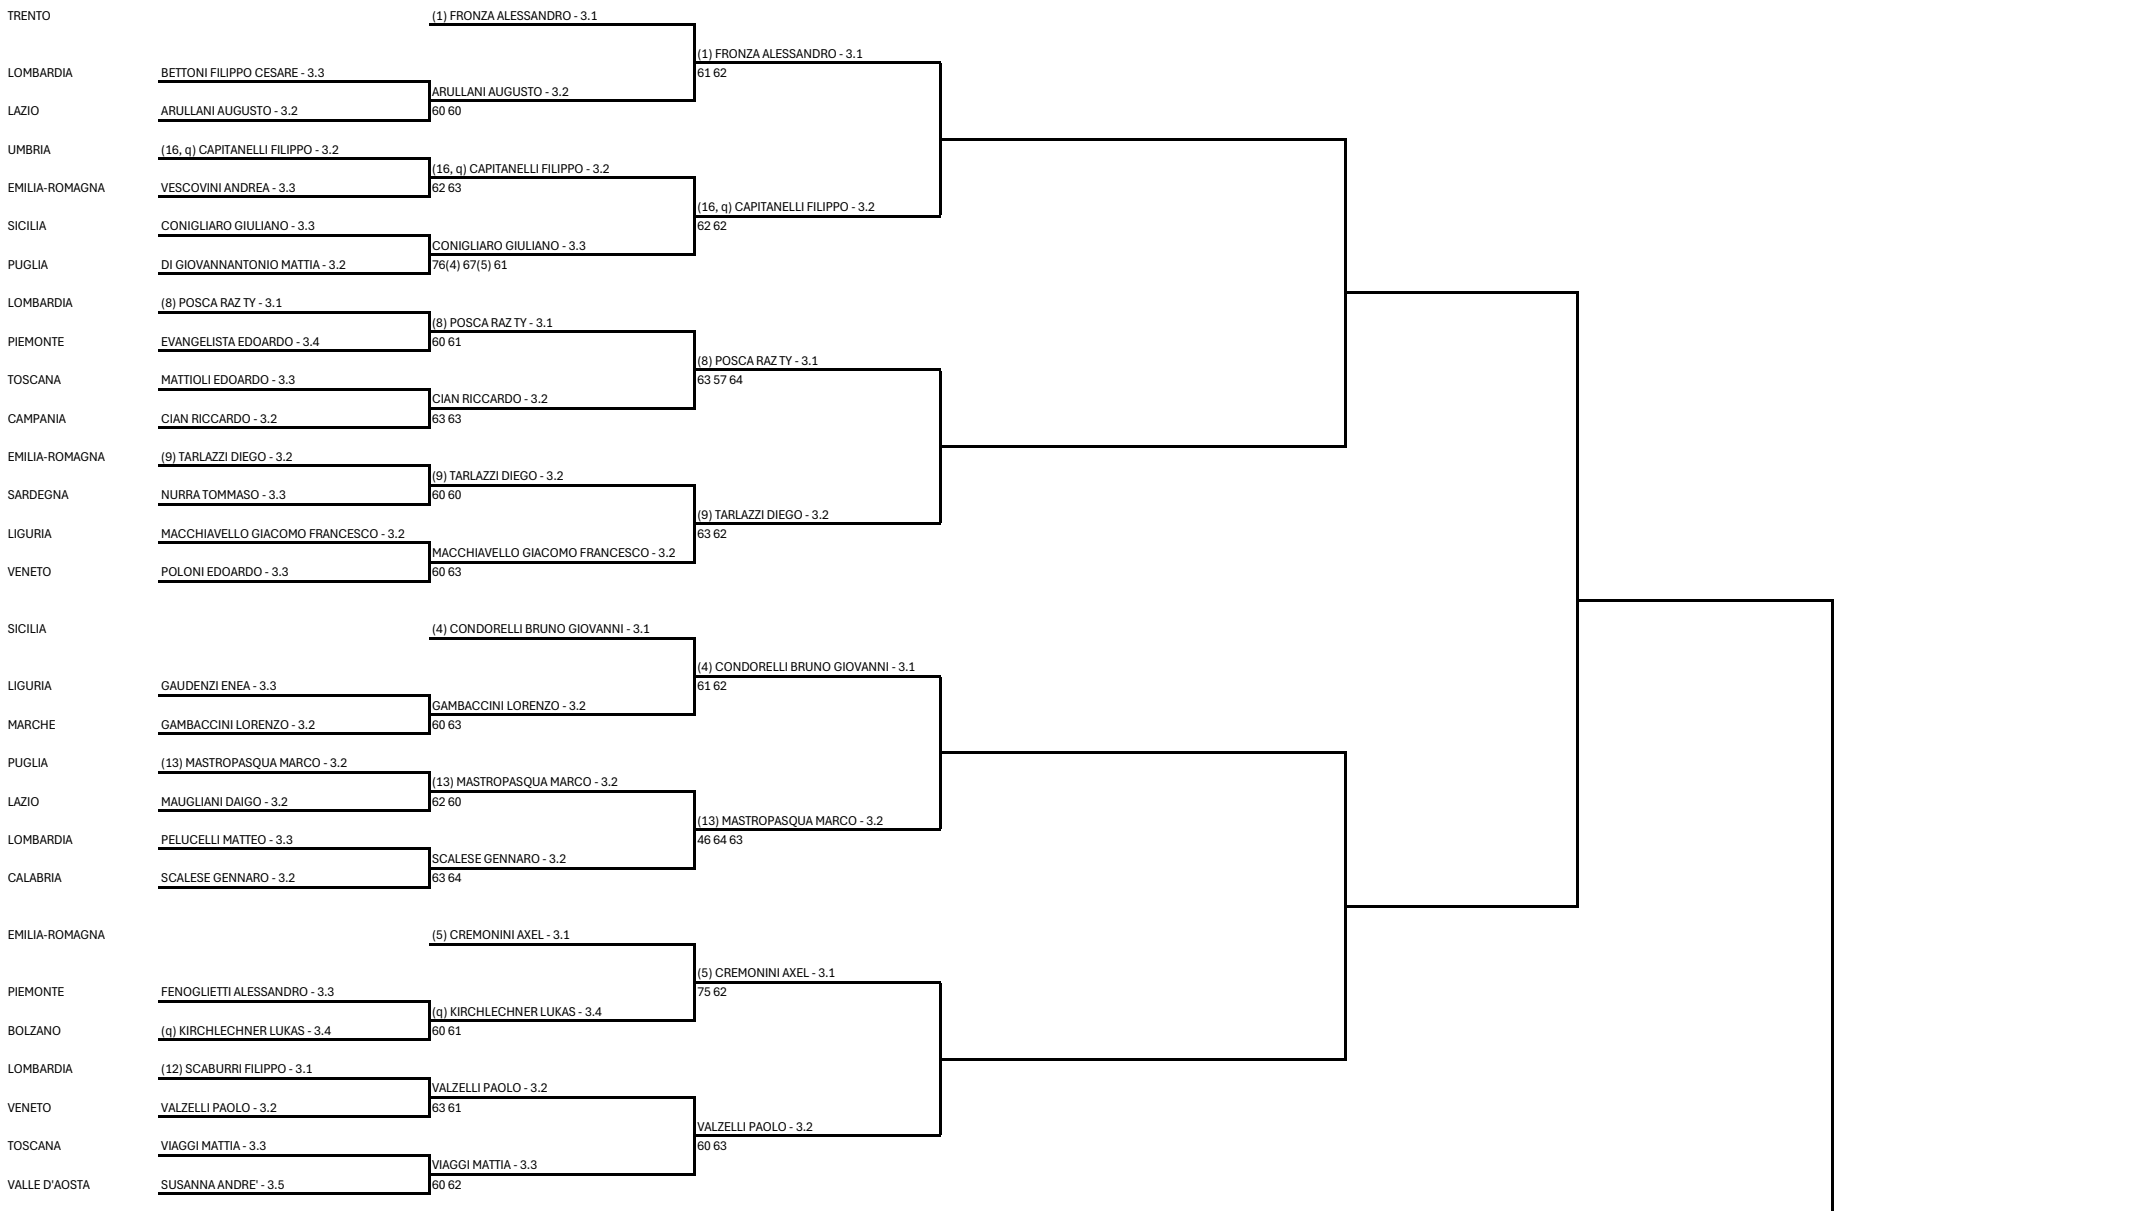 TRENTO
(1) FRONZA ALESSANDRO - 3.1
(1) FRONZA ALESSANDRO - 3.1
LOMBARDIA
BETTONI FILIPPO CESARE - 3.3
61 62
ARULLANI AUGUSTO - 3.2
LAZIO
ARULLANI AUGUSTO - 3.2
60 60
UMBRIA
(16, q) CAPITANELLI FILIPPO - 3.2
(16, q) CAPITANELLI FILIPPO - 3.2
EMILIA-ROMAGNA
VESCOVINI ANDREA - 3.3
62 63
(16, q) CAPITANELLI FILIPPO - 3.2
SICILIA
CONIGLIARO GIULIANO - 3.3
62 62
CONIGLIARO GIULIANO - 3.3
PUGLIA
DI GIOVANNANTONIO MATTIA - 3.2
76(4) 67(5) 61
LOMBARDIA
(8) POSCA RAZ TY - 3.1
(8) POSCA RAZ TY - 3.1
PIEMONTE
EVANGELISTA EDOARDO - 3.4
60 61
(8) POSCA RAZ TY - 3.1
TOSCANA
MATTIOLI EDOARDO - 3.3
63 57 64
CIAN RICCARDO - 3.2
CAMPANIA
CIAN RICCARDO - 3.2
63 63
EMILIA-ROMAGNA
(9) TARLAZZI DIEGO - 3.2
(9) TARLAZZI DIEGO - 3.2
SARDEGNA
NURRA TOMMASO - 3.3
60 60
(9) TARLAZZI DIEGO - 3.2
LIGURIA
MACCHIAVELLO GIACOMO FRANCESCO - 3.2
63 62
MACCHIAVELLO GIACOMO FRANCESCO - 3.2
VENETO
POLONI EDOARDO - 3.3
60 63
SICILIA
(4) CONDORELLI BRUNO GIOVANNI - 3.1
(4) CONDORELLI BRUNO GIOVANNI - 3.1
LIGURIA
GAUDENZI ENEA - 3.3
61 62
GAMBACCINI LORENZO - 3.2
MARCHE
GAMBACCINI LORENZO - 3.2
60 63
PUGLIA
(13) MASTROPASQUA MARCO - 3.2
(13) MASTROPASQUA MARCO - 3.2
LAZIO
MAUGLIANI DAIGO - 3.2
62 60
(13) MASTROPASQUA MARCO - 3.2
LOMBARDIA
PELUCELLI MATTEO - 3.3
46 64 63
SCALESE GENNARO - 3.2
CALABRIA
SCALESE GENNARO - 3.2
63 64
EMILIA-ROMAGNA
(5) CREMONINI AXEL - 3.1
(5) CREMONINI AXEL - 3.1
PIEMONTE
FENOGLIETTI ALESSANDRO - 3.3
75 62
(q) KIRCHLECHNER LUKAS - 3.4
BOLZANO
(q) KIRCHLECHNER LUKAS - 3.4
60 61
LOMBARDIA
(12) SCABURRI FILIPPO - 3.1
VALZELLI PAOLO - 3.2
VENETO
VALZELLI PAOLO - 3.2
63 61
VALZELLI PAOLO - 3.2
TOSCANA
VIAGGI MATTIA - 3.3
60 63
VIAGGI MATTIA - 3.3
VALLE D'AOSTA
SUSANNA ANDRE' - 3.5
60 62